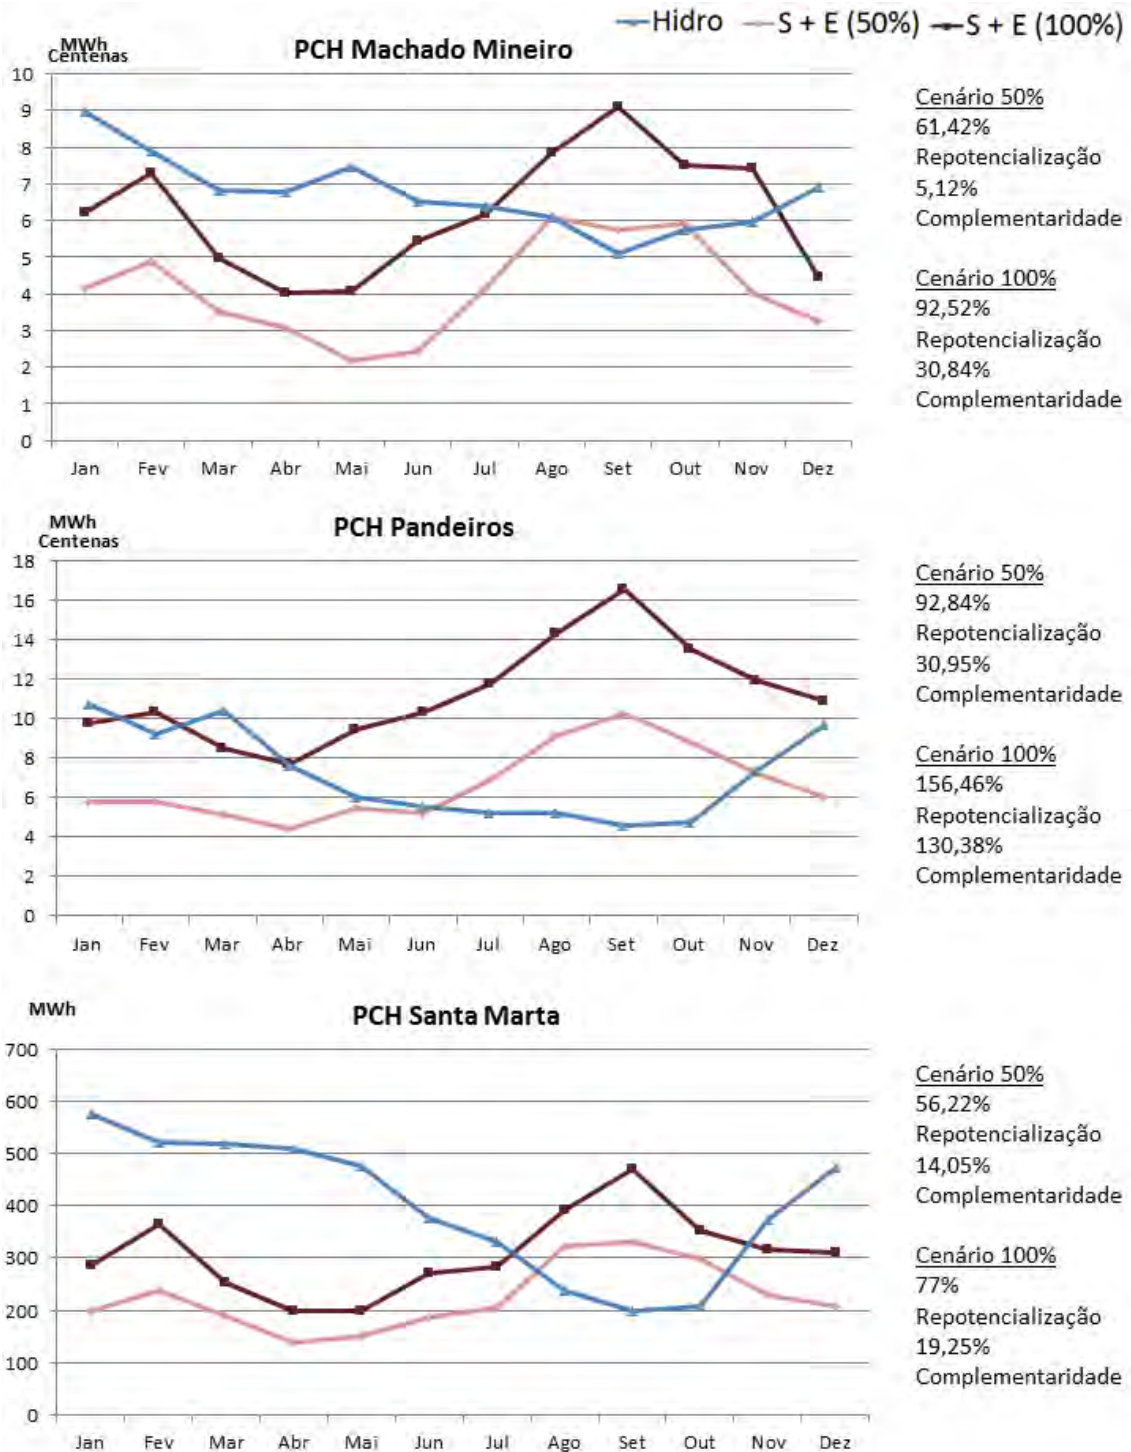 Hidro S + E (50%) S + E (100%)
MWh
Centenas
PCH Machado Mineiro
10
9
8
7
6
5
4
3
2
1
0
Jan Fev Mar Abr Mai Jun Jul Ago Set Out Nov Dez
Cenário 50%
61,42%
Repotencialização
5,12%
Complementaridade
Cenário 100%
92,52%
Repotencialização
30,84%
Complementaridade
MWh
Centenas
PCH Pandeiros
18
16
14
12
10
8
6
4
2
0
Jan Fev Mar Abr Mai Jun Jul Ago Set Out Nov Dez
Cenário 50%
92,84%
Repotencialização
30,95%
Complementaridade
Cenário 100%
156,46%
Repotencialização
130,38%
Complementaridade
MWh
PCH Santa Marta
700
600
500
400
300
200
100
0
Jan Fev Mar Abr Mai Jun Jul Ago Set Out Nov Dez
Cenário 50%
56,22%
Repotencialização
14,05%
Complementaridade
Cenário 100%
77%
Repotencialização
19,25%
Complementaridade